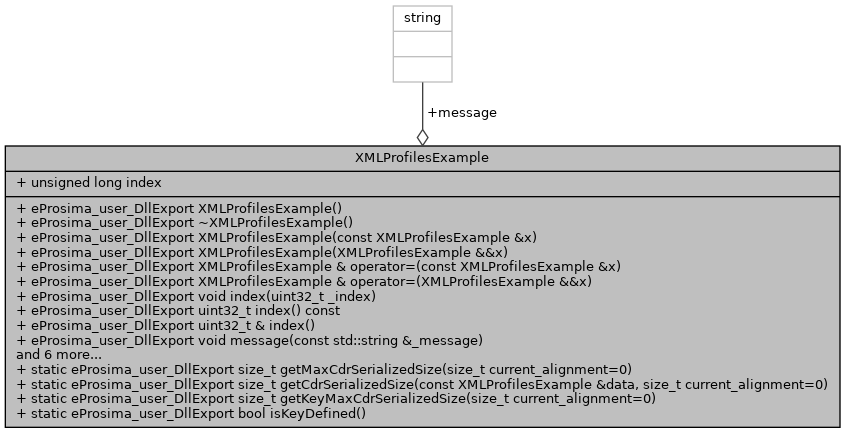 string
+message
XMLProfilesExample
+ unsigned long index
+ eProsima_user_DllExport XMLProfilesExample()
+ eProsima_user_DllExport ~XMLProfilesExample()
+ eProsima_user_DllExport XMLProfilesExample(const XMLProfilesExample &x)
+ eProsima_user_DllExport XMLProfilesExample(XMLProfilesExample &&x)
+ eProsima_user_DllExport XMLProfilesExample & operator=(const XMLProfilesExample &x)
+ eProsima_user_DllExport XMLProfilesExample & operator=(XMLProfilesExample &&x)
+ eProsima_user_DllExport void index(uint32_t _index)
+ eProsima_user_DllExport uint32_t index() const
+ eProsima_user_DllExport uint32_t & index()
+ eProsima_user_DllExport void message(const std::string &_message)
and 6 more...
+ static eProsima_user_DllExport size_t getMaxCdrSerializedSize(size_t current_alignment=0)
+ static eProsima_user_DllExport size_t getCdrSerializedSize(const XMLProfilesExample &data, size_t current_alignment=0)
+ static eProsima_user_DllExport size_t getKeyMaxCdrSerializedSize(size_t current_alignment=0)
+ static eProsima_user_DllExport bool isKeyDefined()